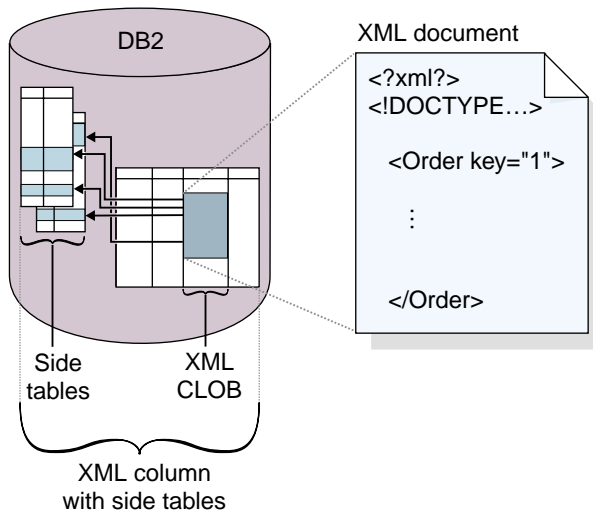 DB2
XML document
<?xml?>
<!DOCTYPE…>
<Order key="1">
⋮
</Order>
Side
tables
XML
CLOB
XML column
with side tables